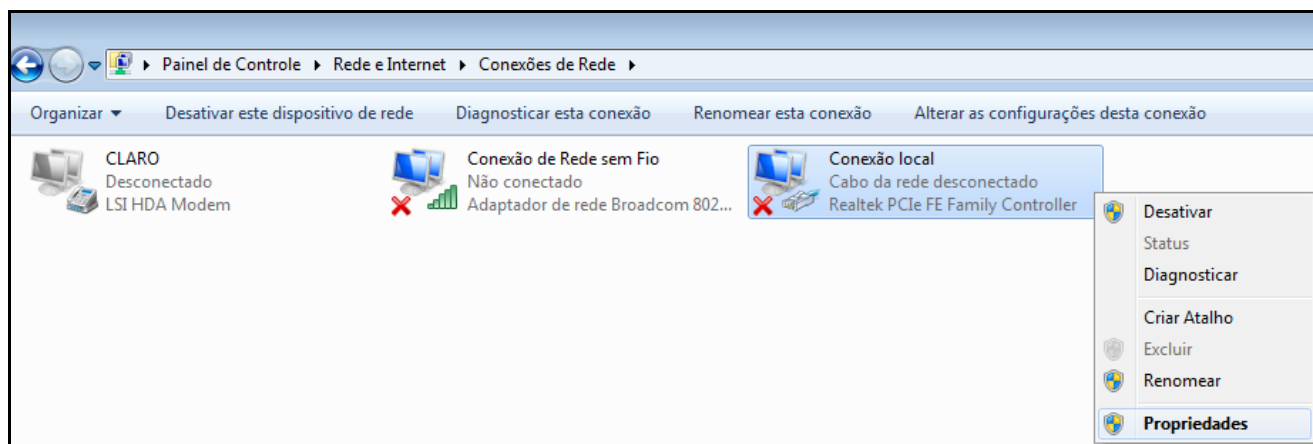 Painel de Controle Rede e Internet Conexões de Rede
Organizar Desativar este dispositivo de rede Diagnosticar esta conexão Renomear esta conexão Alterar as configurações desta conexão
CLARO
Desconectado
LSI HDA Modem
Conexão de Rede sem Fio
Não conectado
Adaptador de rede Broadcom 802...
Conexão local
Cabo da rede desconectado
Realtek PCIe FE Family Controller
Desativar
Status
Diagnosticar
Criar Atalho
Excluir
Renomear
Propriedades